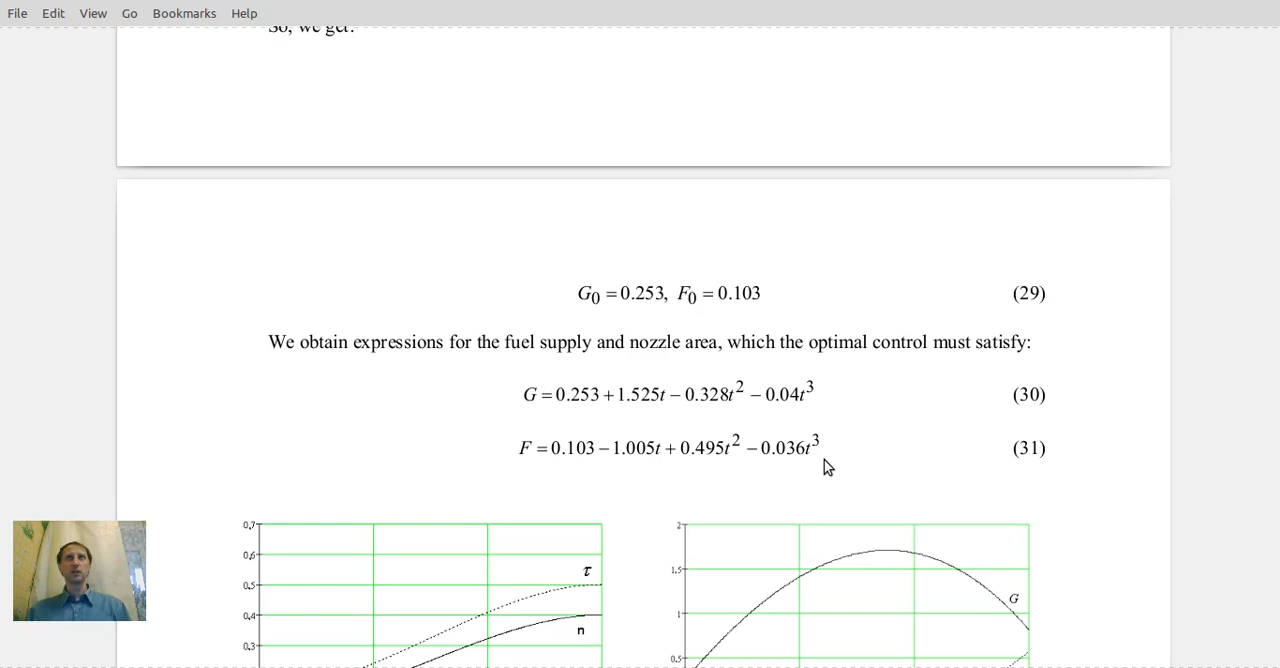 File Edit View Go Bookmarks Help
So, we get:
G₀ = 0.253, F₀ = 0.103 (29)
We obtain expressions for the fuel supply and nozzle area, which the optimal control must satisfy:
G = 0.253 + 1.525t − 0.328t² − 0.04t³ (30)
F = 0.103 − 1.005t + 0.495t² − 0.036t³ (31)
0,7
0,6
0,5
0,4
0,3
τ
n
2
1,5
1
0,5
G